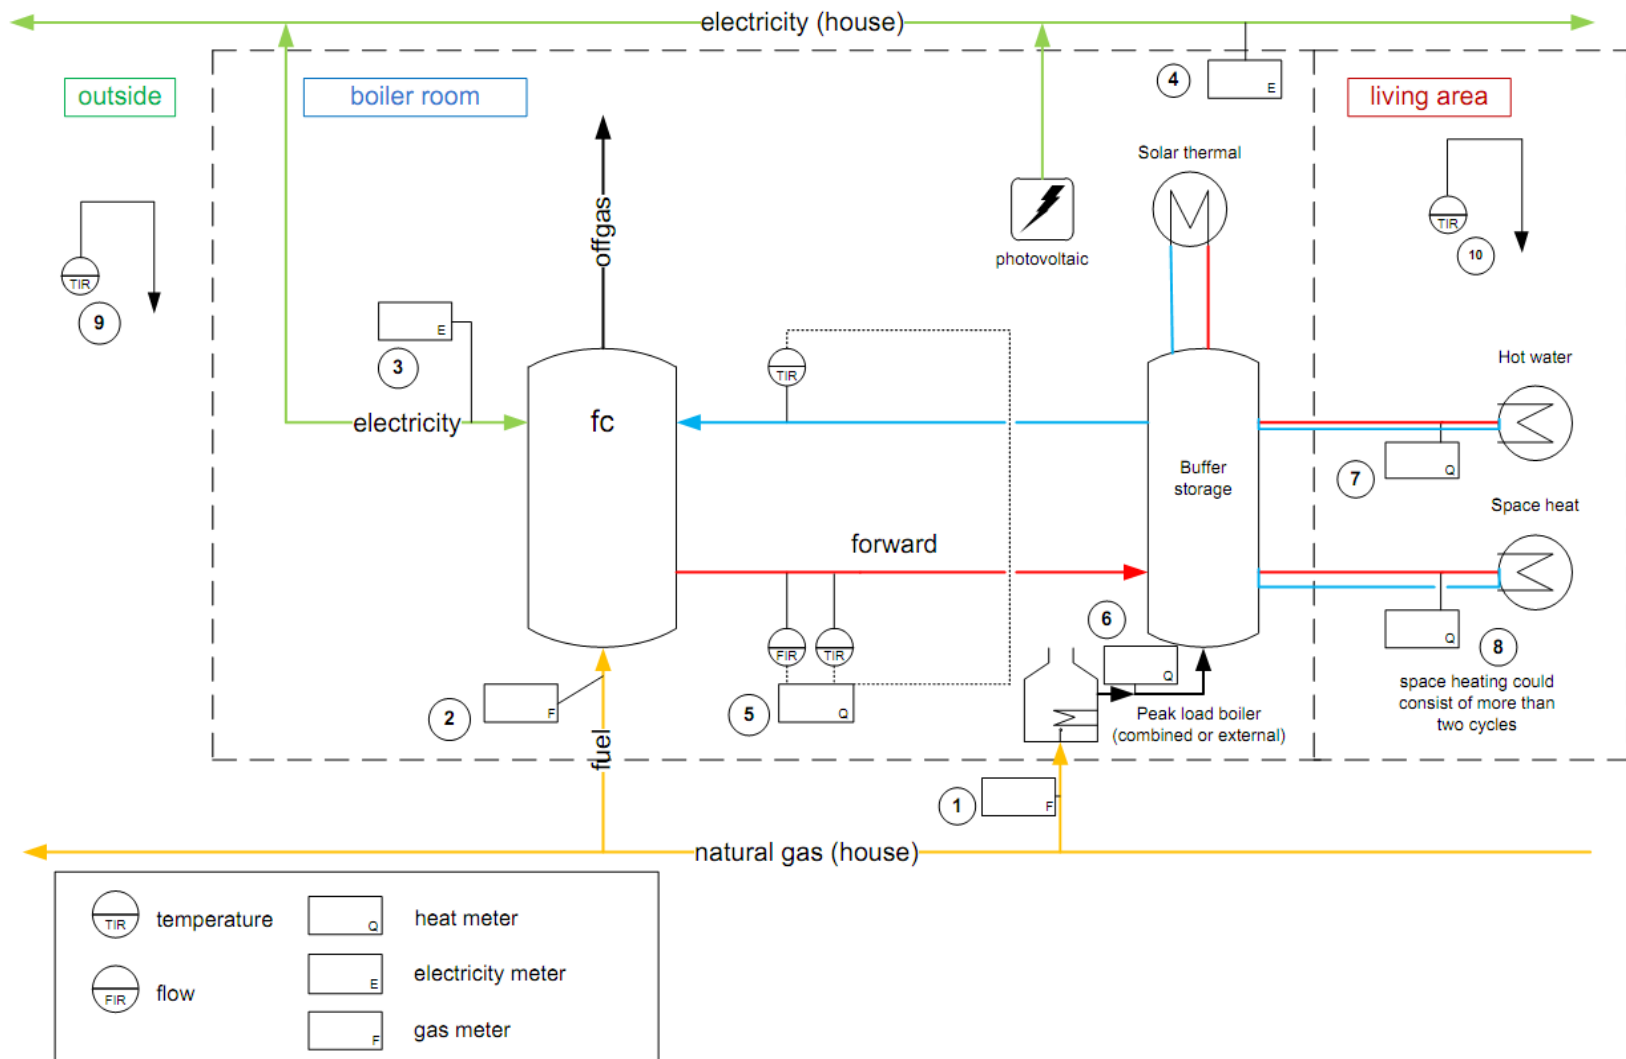 electricity (house)
outside
boiler room
4
E
living area
Solar thermal
offgas
TIR
10
photovoltaic
TIR
9
E
3
TIR
Hot water
electricity
fc
Buffer
storage
7
Q
Space heat
forward
6
FIR
TIR
Q
Q
8
space heating could
consist of more than
two cycles
2
F
5
Q
Peak load boiler
(combined or external)
fuel
1
F
natural gas (house)
TIR
temperature
Q
heat meter
E
electricity meter
FIR
flow
F
gas meter